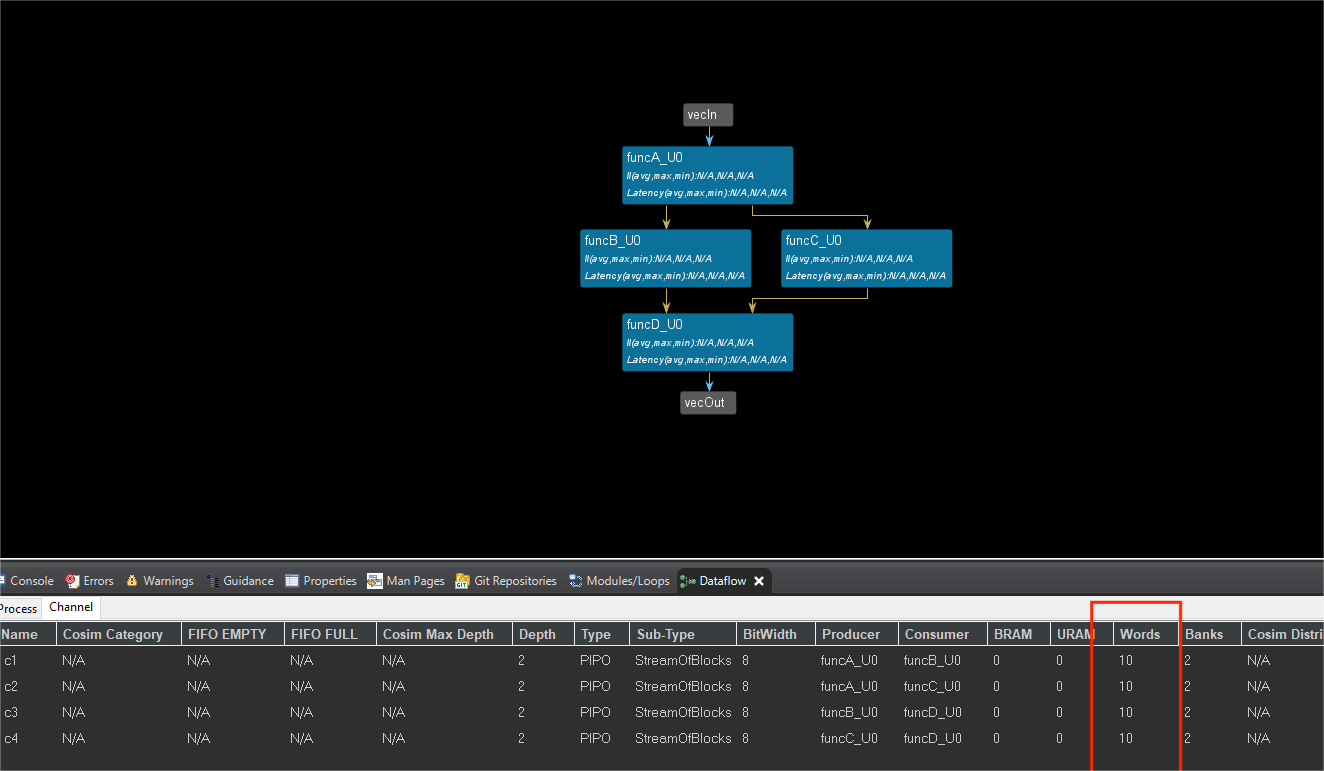 vecIn
funcA_U0
II(avg,max,min):N/A,N/A,N/A
Latency(avg,max,min):N/A,N/A,N/A
funcB_U0
II(avg,max,min):N/A,N/A,N/A
Latency(avg,max,min):N/A,N/A,N/A
funcC_U0
II(avg,max,min):N/A,N/A,N/A
Latency(avg,max,min):N/A,N/A,N/A
funcD_U0
II(avg,max,min):N/A,N/A,N/A
Latency(avg,max,min):N/A,N/A,N/A
vecOut
Console Errors Warnings Guidance Properties Man Pages GIT Git Repositories Modules/Loops Dataflow
Process Channel
Name Cosim Category FIFO EMPTY FIFO FULL Cosim Max Depth Depth Type Sub-Type BitWidth Producer Consumer BRAM URAM Words Banks Cosim Distri
c1 N/A N/A N/A N/A 2 PIPO StreamOfBlocks 8 funcA_U0 funcB_U0 0 0 10 2 N/A
c2 N/A N/A N/A N/A 2 PIPO StreamOfBlocks 8 funcA_U0 funcC_U0 0 0 10 2 N/A
c3 N/A N/A N/A N/A 2 PIPO StreamOfBlocks 8 funcB_U0 funcD_U0 0 0 10 2 N/A
c4 N/A N/A N/A N/A 2 PIPO StreamOfBlocks 8 funcC_U0 funcD_U0 0 0 10 2 N/A